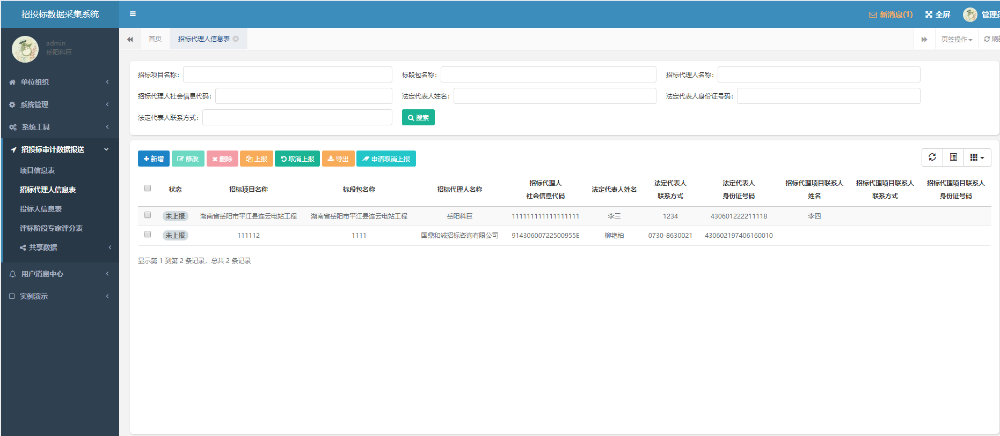 招投标数据采集系统
新消息(1) 全屏 管理员
admin
岳阳科巨
首页 招标代理人信息表 页签操作 刷新
单位组织
系统管理
系统工具
招投标审计数据报送
项目信息表
招标代理人信息表
投标人信息表
评标阶段专家评分表
共享数据
用户消息中心
实例演示
招标项目名称： 标段包名称： 招标代理人名称：
招标代理人社会信息代码： 法定代表人姓名： 法定代表人身份证号码：
法定代表人联系方式： 搜索
新增 修改 删除 上报 取消上报 导出 申请取消上报
状态 招标项目名称 标段包名称 招标代理人名称 招标代理人 社会信息代码 法定代表人姓名 法定代表人 联系方式 法定代表人 身份证号码 招标代理项目联系人 姓名 招标代理项目联系人 联系方式 招标代理项目联系人 身份证号码
未上报 湖南省岳阳市平江县连云电站工程 湖南省岳阳市平江县连云电站工程 岳阳科巨 111111111111111111 李三 1234 430601222211118 李四
未上报 111112 1111 国鼎和诚招标咨询有限公司 91430600722500955E 柳艳柏 0730-8630021 430602197406160010
显示第 1 到第 2 条记录，总共 2 条记录